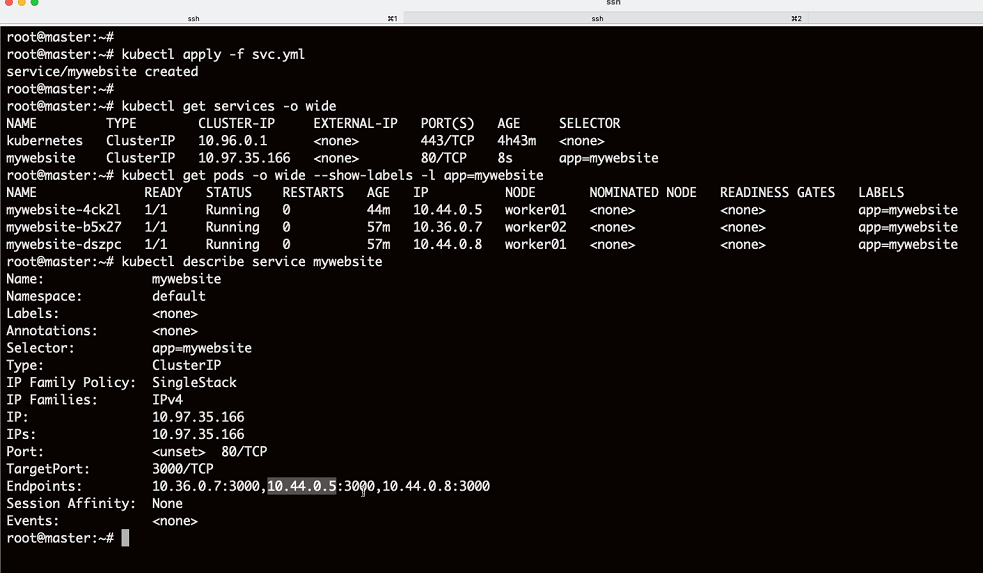 ssh
ssh ⌘1 ssh ⌘2
root@master:~#
root@master:~# kubectl apply -f svc.yml
service/mywebsite created
root@master:~#
root@master:~# kubectl get services -o wide
NAME TYPE CLUSTER-IP EXTERNAL-IP PORT(S) AGE SELECTOR
kubernetes ClusterIP 10.96.0.1 <none> 443/TCP 4h43m <none>
mywebsite ClusterIP 10.97.35.166 <none> 80/TCP 8s app=mywebsite
root@master:~# kubectl get pods -o wide --show-labels -l app=mywebsite
NAME READY STATUS RESTARTS AGE IP NODE NOMINATED NODE READINESS GATES LABELS
mywebsite-4ck2l 1/1 Running 0 44m 10.44.0.5 worker01 <none> <none> app=mywebsite
mywebsite-b5x27 1/1 Running 0 57m 10.36.0.7 worker02 <none> <none> app=mywebsite
mywebsite-dszpc 1/1 Running 0 57m 10.44.0.8 worker01 <none> <none> app=mywebsite
root@master:~# kubectl describe service mywebsite
Name: mywebsite
Namespace: default
Labels: <none>
Annotations: <none>
Selector: app=mywebsite
Type: ClusterIP
IP Family Policy: SingleStack
IP Families: IPv4
IP: 10.97.35.166
IPs: 10.97.35.166
Port: <unset> 80/TCP
TargetPort: 3000/TCP
Endpoints: 10.36.0.7:3000,10.44.0.5:3000,10.44.0.8:3000
Session Affinity: None
Events: <none>
root@master:~#